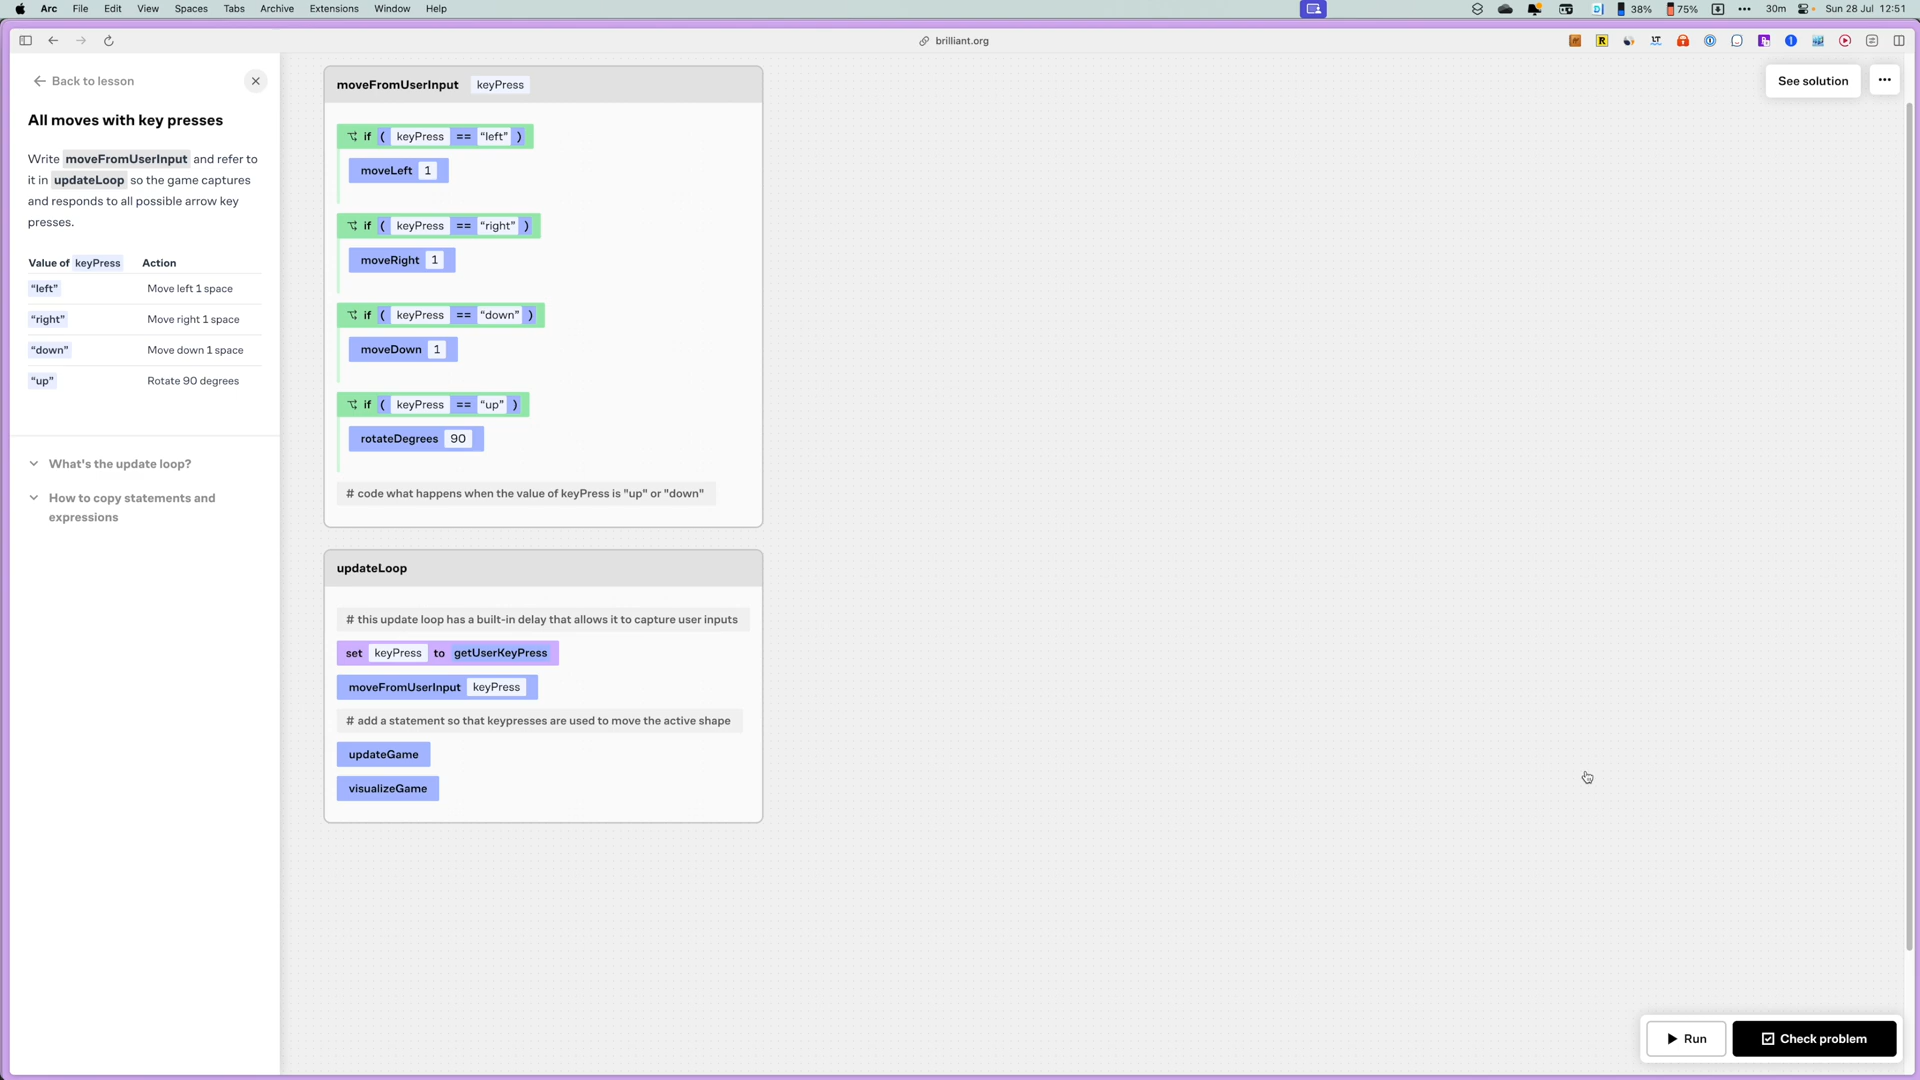 Arc File Edit View Spaces Tabs Archive Extensions Window Help 38% 75% 30m Sun 28 Jul 12:51
brilliant.org
Back to lesson
All moves with key presses
Write moveFromUserInput and refer to
it in updateLoop so the game captures
and responds to all possible arrow key
presses.
Value of keyPress Action
“left” Move left 1 space
“right” Move right 1 space
“down” Move down 1 space
“up” Rotate 90 degrees
What's the update loop?
How to copy statements and
expressions
moveFromUserInput keyPress
if ( keyPress == “left” )
moveLeft 1
if ( keyPress == “right” )
moveRight 1
if ( keyPress == “down” )
moveDown 1
if ( keyPress == “up” )
rotateDegrees 90
# code what happens when the value of keyPress is "up" or "down"
updateLoop
# this update loop has a built-in delay that allows it to capture user inputs
set keyPress to getUserKeyPress
moveFromUserInput keyPress
# add a statement so that keypresses are used to move the active shape
updateGame
visualizeGame
See solution
Run
Check problem